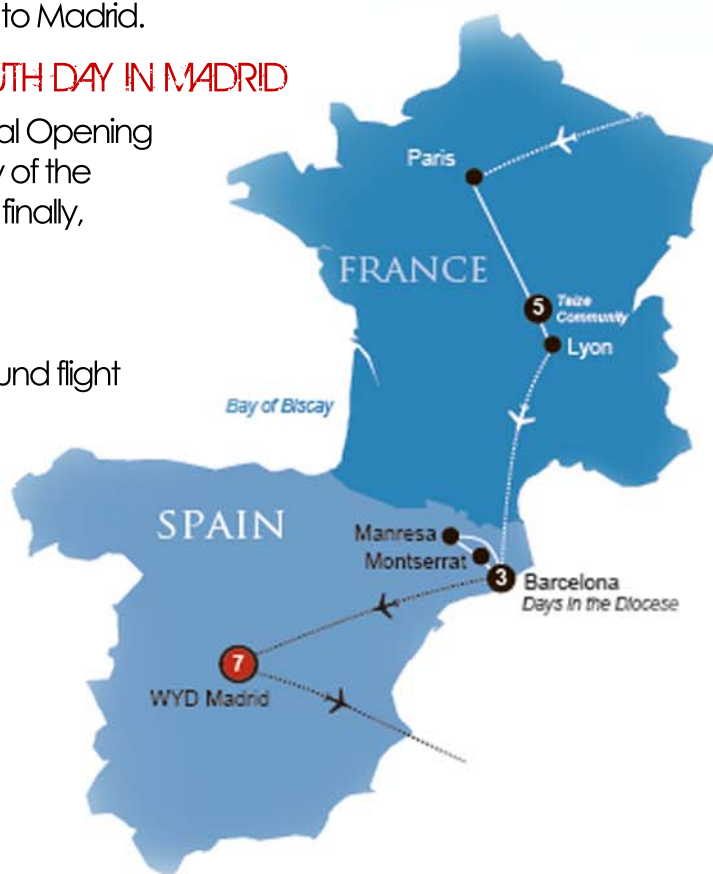 to Madrid.
UTH DAY IN MADRID
al Opening
y of the
finally,
und flight
Paris
FRANCE
5
Taize
Community
Lyon
Bay of Biscay
SPAIN
Manresa
Montserrat
3
Barcelona
Days in the Diocese
7
WYD Madrid